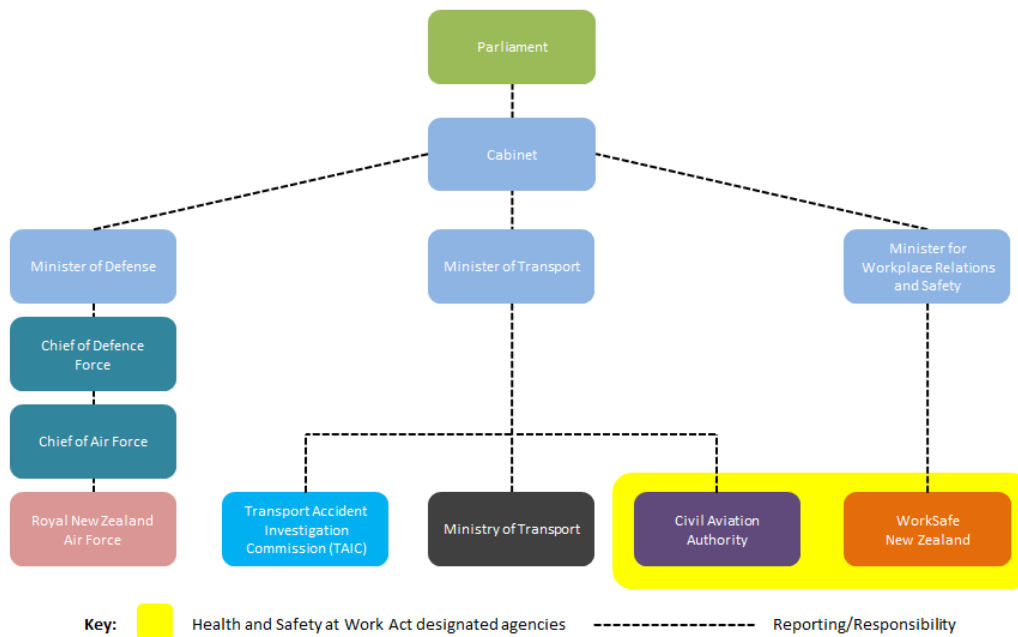 Parliament
Cabinet
Minister of Defense
Minister of Transport
Minister for
Workplace Relations
and Safety
Chief of Defence
Force
Chief of Air Force
Royal New Zealand
Air Force
Transport Accident
Investigation
Commission (TAIC)
Ministry of Transport
Civil Aviation
Authority
WorkSafe
New Zealand
Key: Health and Safety at Work Act designated agencies Reporting/Responsibility